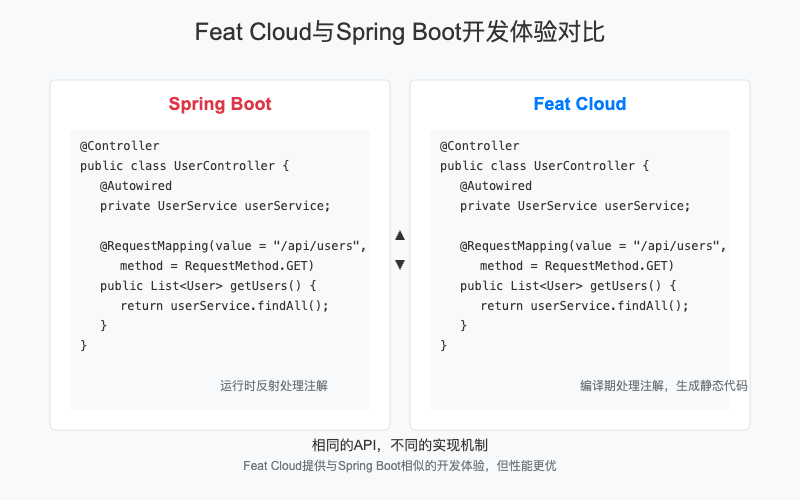 Feat Cloud与Spring Boot开发体验对比
Spring Boot
@Controller
public class UserController {
@Autowired
private UserService userService;
@RequestMapping(value = "/api/users",
method = RequestMethod.GET)
public List<User> getUsers() {
return userService.findAll();
}
}
运行时反射处理注解
▲
▼
Feat Cloud
@Controller
public class UserController {
@Autowired
private UserService userService;
@RequestMapping(value = "/api/users",
method = RequestMethod.GET)
public List<User> getUsers() {
return userService.findAll();
}
}
编译期处理注解，生成静态代码
相同的API，不同的实现机制
Feat Cloud提供与Spring Boot相似的开发体验，但性能更优